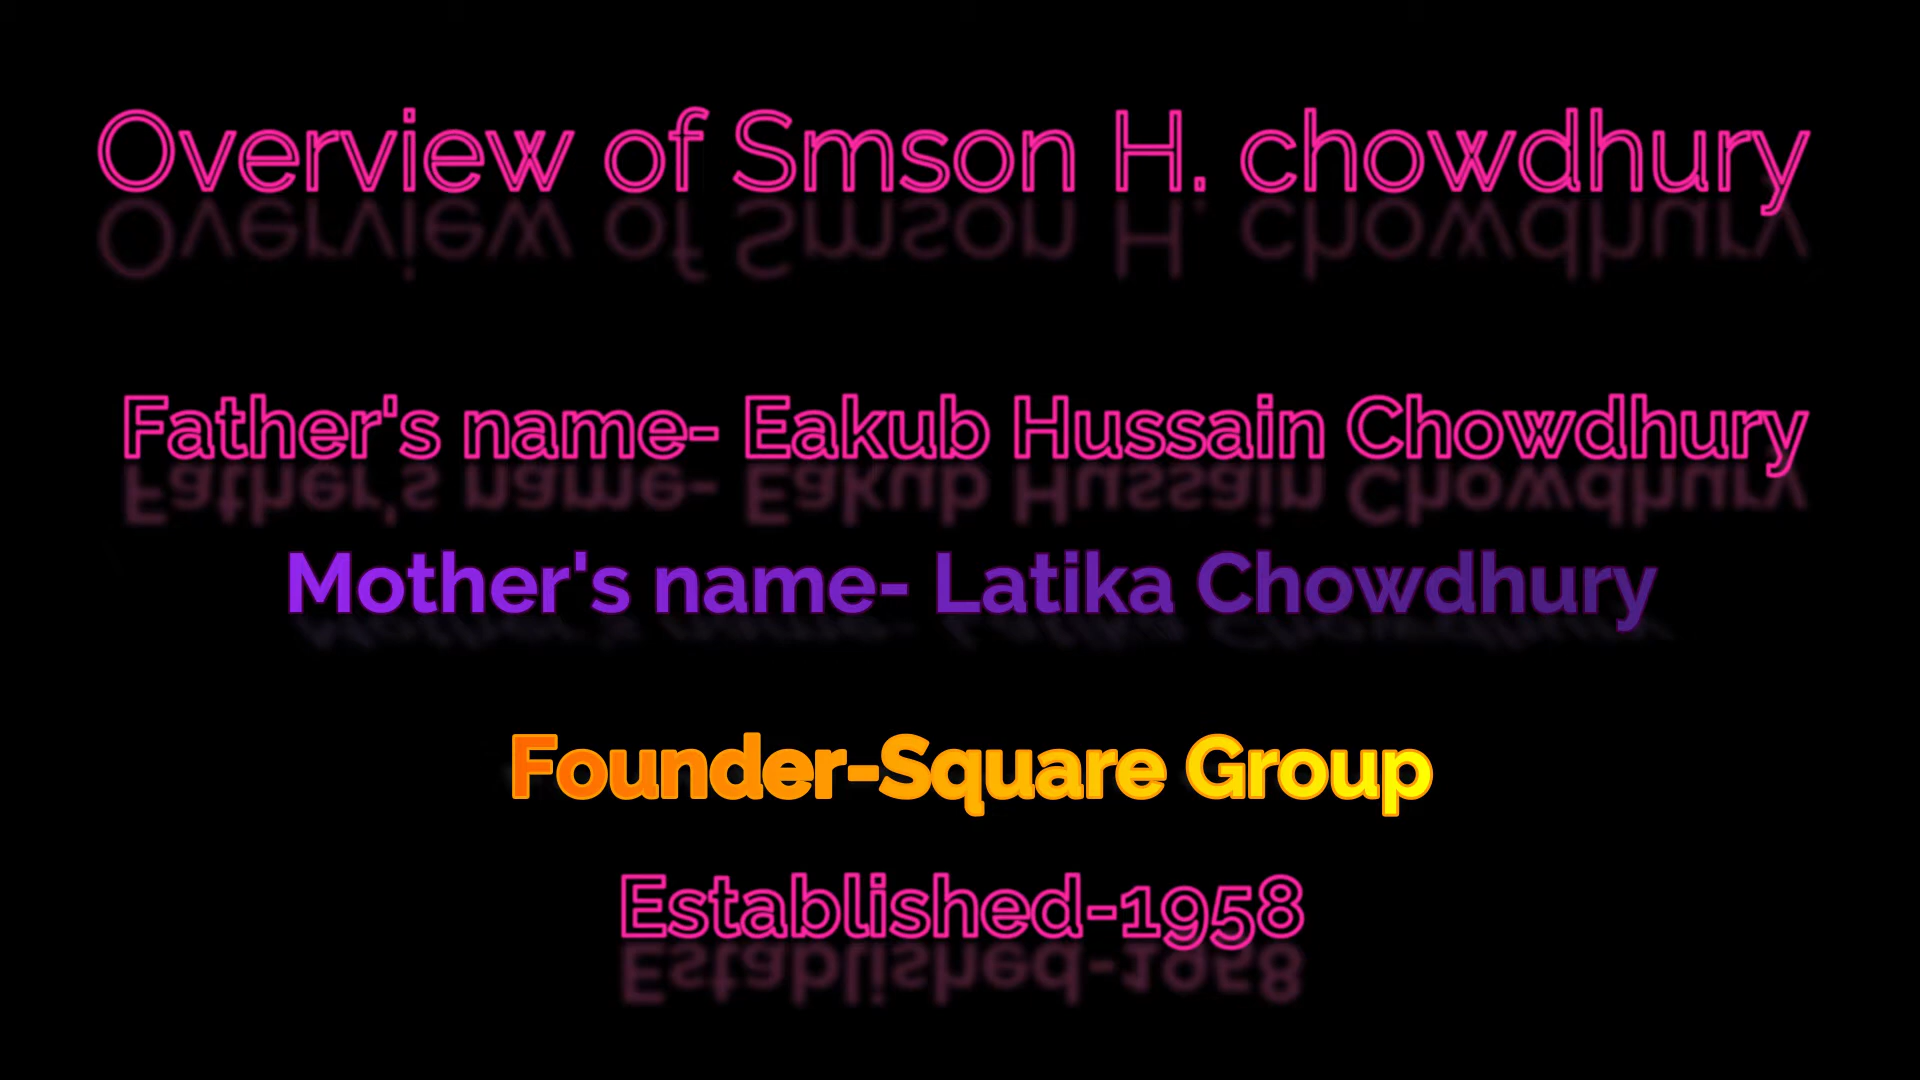 Overview of Smson H. chowdhury
Father's name- Eakub Hussain Chowdhury
Mother's name- Latika Chowdhury
Founder-Square Group
Established-1958